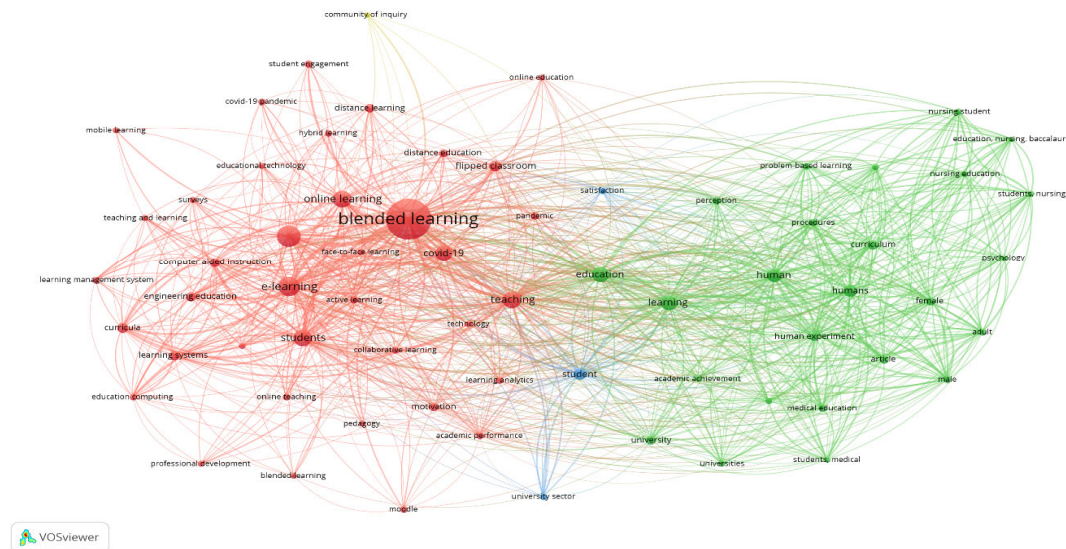 community of inquiry
student engagement
online education
covid-19 pandemic
distance learning
nursing student
mobile learning
hybrid learning
education, nursing, baccalaur
distance education
educational technology
flipped classroom
problem-based learning
nursing education
satisfaction
students, nursing
surveys
online learning
perception
teaching and learning
blended learning
pandemic
procedures
face-to-face learning
covid-19
curriculum
computer aided instruction
psychology
learning management system
education
human
e-learning
humans
engineering education
active learning
teaching
learning
female
curricula
students
technology
human experiment
adult
learning systems
collaborative learning
article
student
learning analytics
academic achievement
male
education computing
online teaching
motivation
medical education
pedagogy
academic performance
university
professional development
universities
students, medical
blended learning
university sector
moodle
VOSviewer